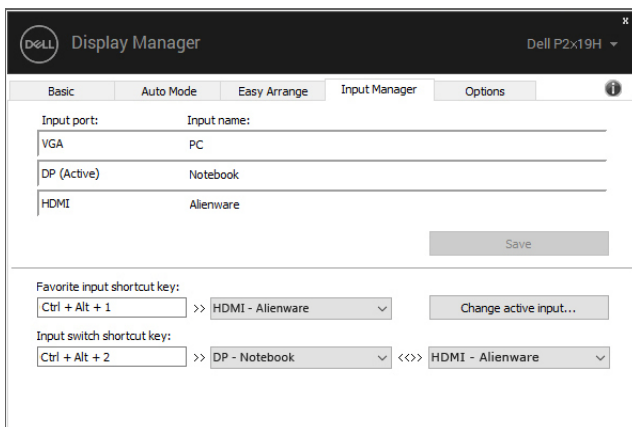 x
DELL Display Manager Dell P2x19H
Basic Auto Mode Easy Arrange Input Manager Options i
Input port: Input name:
VGA PC
DP (Active) Notebook
HDMI Alienware
Save
Favorite input shortcut key:
Ctrl + Alt + 1 >> HDMI - Alienware Change active input...
Input switch shortcut key:
Ctrl + Alt + 2 >> DP - Notebook <<>> HDMI - Alienware